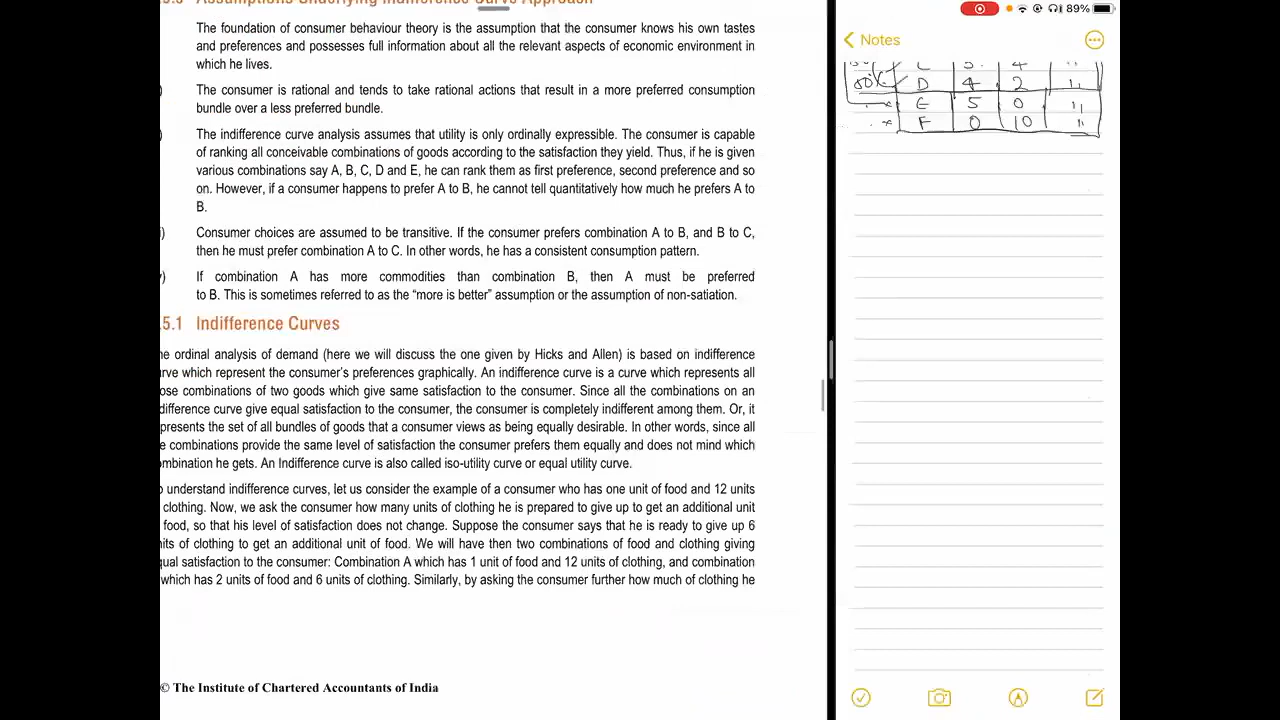 Assumptions Underlying Indifference Curve Approach
The foundation of consumer behaviour theory is the assumption that the consumer knows his own tastes
and preferences and possesses full information about all the relevant aspects of economic environment in
which he lives.
) The consumer is rational and tends to take rational actions that result in a more preferred consumption
bundle over a less preferred bundle.
) The indifference curve analysis assumes that utility is only ordinally expressible. The consumer is capable
of ranking all conceivable combinations of goods according to the satisfaction they yield. Thus, if he is given
various combinations say A, B, C, D and E, he can rank them as first preference, second preference and so
on. However, if a consumer happens to prefer A to B, he cannot tell quantitatively how much he prefers A to
B.
) Consumer choices are assumed to be transitive. If the consumer prefers combination A to B, and B to C,
then he must prefer combination A to C. In other words, he has a consistent consumption pattern.
) If combination A has more commodities than combination B, then A must be preferred
to B. This is sometimes referred to as the “more is better” assumption or the assumption of non-satiation.
.5.1 Indifference Curves
e ordinal analysis of demand (here we will discuss the one given by Hicks and Allen) is based on indifference
rve which represent the consumer's preferences graphically. An indifference curve is a curve which represents all
ose combinations of two goods which give same satisfaction to the consumer. Since all the combinations on an
difference curve give equal satisfaction to the consumer, the consumer is completely indifferent among them. Or, it
presents the set of all bundles of goods that a consumer views as being equally desirable. In other words, since all
e combinations provide the same level of satisfaction the consumer prefers them equally and does not mind which
mbination he gets. An Indifference curve is also called iso-utility curve or equal utility curve.
o understand indifference curves, let us consider the example of a consumer who has one unit of food and 12 units
clothing. Now, we ask the consumer how many units of clothing he is prepared to give up to get an additional unit
food, so that his level of satisfaction does not change. Suppose the consumer says that he is ready to give up 6
its of clothing to get an additional unit of food. We will have then two combinations of food and clothing giving
qual satisfaction to the consumer: Combination A which has 1 unit of food and 12 units of clothing, and combination
which has 2 units of food and 6 units of clothing. Similarly, by asking the consumer further how much of clothing he
© The Institute of Chartered Accountants of India
89%
Notes
D 4 2 "
E 5 0 "
F 0 10 "